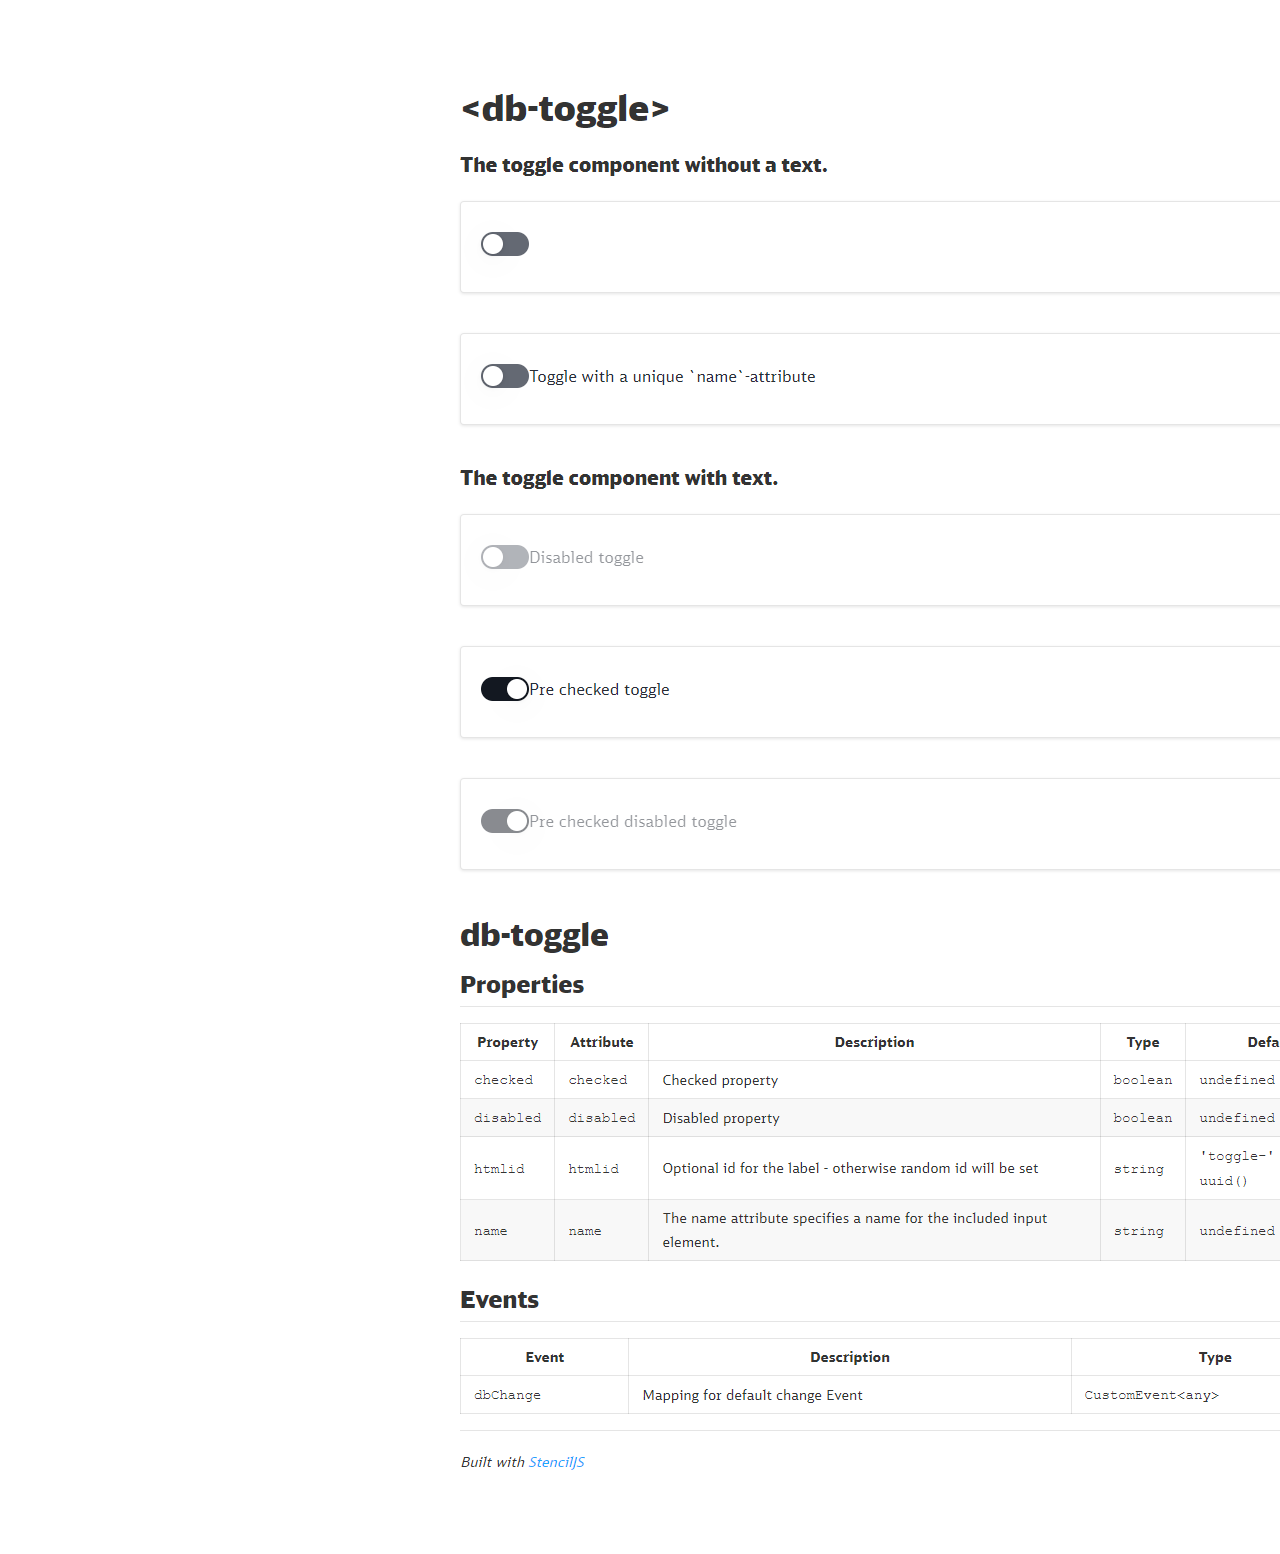 <db-toggle>
The toggle component without a text.
Toggle with a unique `name`-attribute
The toggle component with text.
Disabled toggle
Pre checked toggle
Pre checked disabled toggle
db-toggle
Properties
Property Attribute Description Type Defa
checked checked Checked property boolean undefined
disabled disabled Disabled property boolean undefined
htmlid htmlid Optional id for the label - otherwise random id will be set string 'toggle-'
uuid()
name name The name attribute specifies a name for the included input string undefined
element.
Events
Event Description Type
dbChange Mapping for default change Event CustomEvent<any>
Built with StencilJS